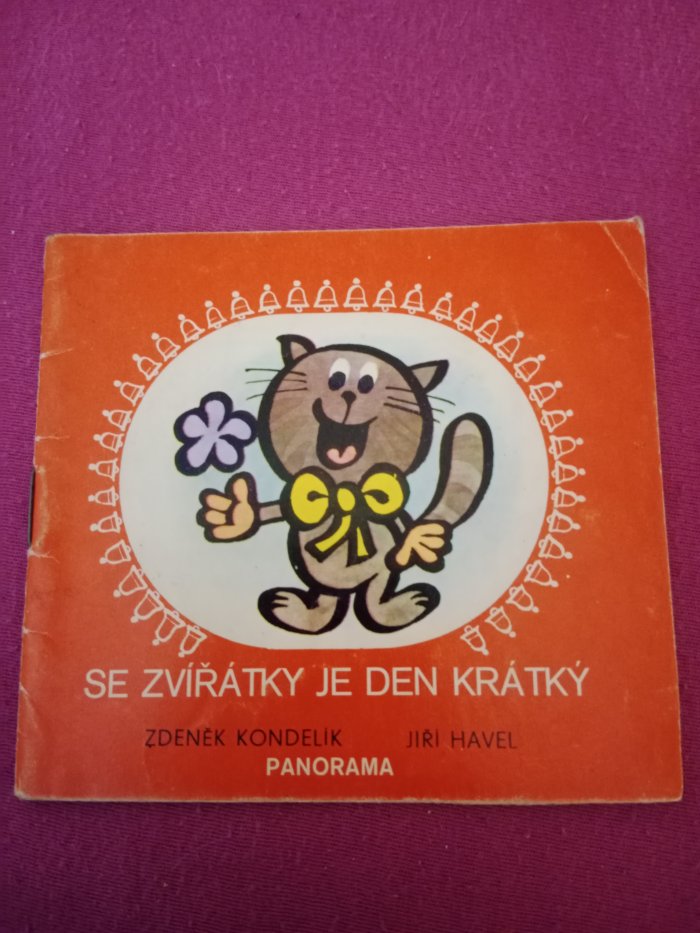 SE ZVÍŘÁTKY JE DEN KRÁTKÝ
ZDENĚK KONDELÍK JIŘÍ HAVEL
PANORAMA